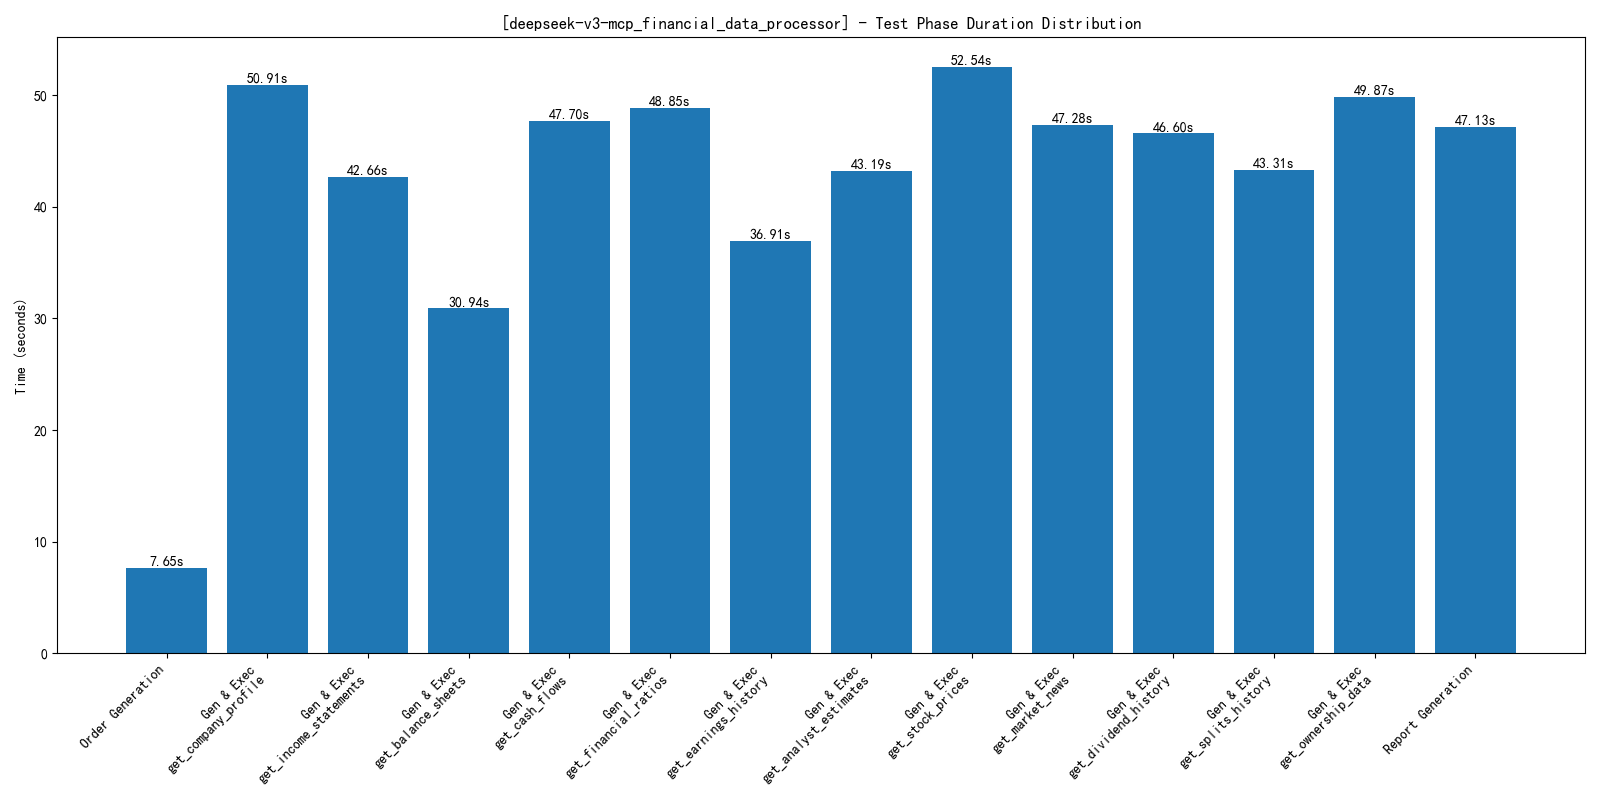 [deepseek-v3-mcp_financial_data_processor] - Test Phase Duration Distribution
Time (seconds)
50
40
30
20
10
0
7.65s
50.91s
42.66s
30.94s
47.70s
48.85s
36.91s
43.19s
52.54s
47.28s
46.60s
43.31s
49.87s
47.13s
Order Generation
Gen & Exec
get_company_profile
Gen & Exec
get_income_statements
Gen & Exec
get_balance_sheets
Gen & Exec
get_cash_flows
Gen & Exec
get_financial_ratios
Gen & Exec
get_earnings_history
Gen & Exec
get_analyst_estimates
Gen & Exec
get_stock_prices
Gen & Exec
get_market_news
Gen & Exec
get_dividend_history
Gen & Exec
get_splits_history
Gen & Exec
get_ownership_data
Report Generation